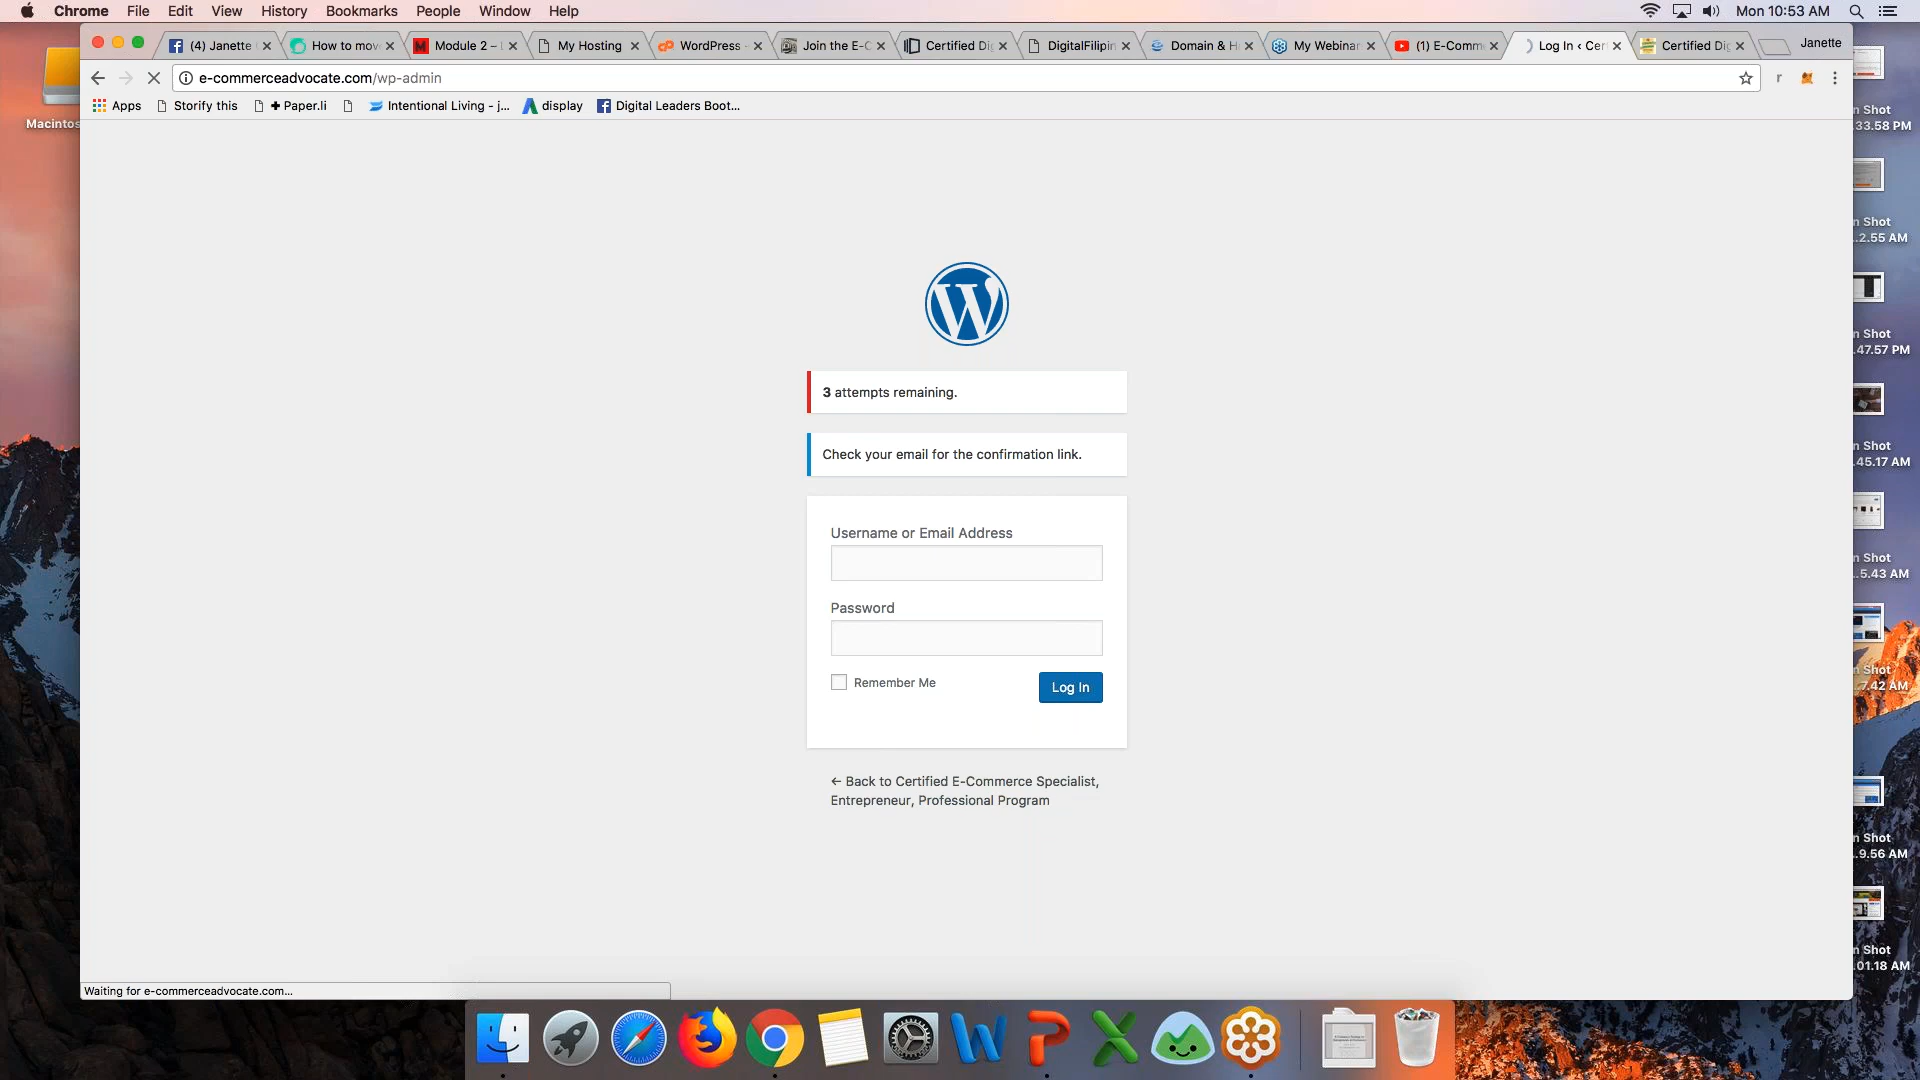 Chrome File Edit View History Bookmarks People Window Help Mon 10:53 AM
(4) Janette How to mov Module 2 – My Hosting WordPress - Join the E-C Certified Di DigitalFilipin Domain & H My Webinar (1) E-Comm Log In ‹ Cer Certified Dig Janette
e-commerceadvocate.com/wp-admin r
Apps Storify this + Paper.li Intentional Living - j... display Digital Leaders Boot...
Macintos
3 attempts remaining.
Check your email for the confirmation link.
Username or Email Address
Password
Remember Me Log In
← Back to Certified E-Commerce Specialist,
Entrepreneur, Professional Program
Waiting for e-commerceadvocate.com...
n Shot
.33.58 PM
n Shot
..2.55 AM
n Shot
.47.57 PM
n Shot
.45.17 AM
n Shot
..5.43 AM
n Shot
..7.42 AM
n Shot
..9.56 AM
n Shot
.01.18 AM